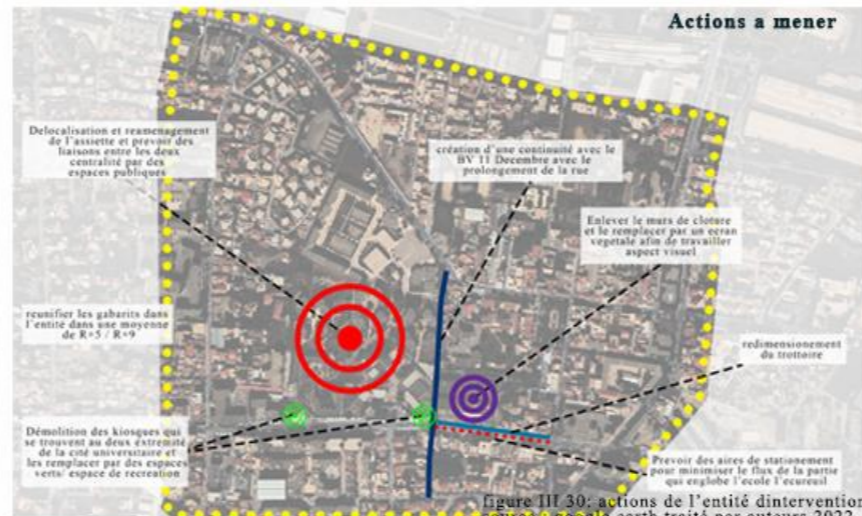 Actions a mener
Delocalisation et reamenagement
de l'assiette et prevoir des
liaisons entre les deux
centralité par des
espaces publiques
création d'une continuité avec le
BV 11 Decembre avec le
prolongement de la rue
Enlever le murs de cloture
et le remplacer par un ecran
vegetale afin de travailler
aspect visuel
reunifier les gabarits dans
l'entité dans une moyenne
de R+5 / R+9
redimensionement
du trottoire
Démolition des kiosques qui
se trouvent au deux extremité
de la cité universitaire et
les remplacer par des espaces
verts/ espace de recreation
Prevoir des aires de stationement
pour minimiser le flux de la partie
qui englobe l'ecole l'ecureuil
figure III 30: actions de l'entité dintervention
earth traité par auteurs 2022